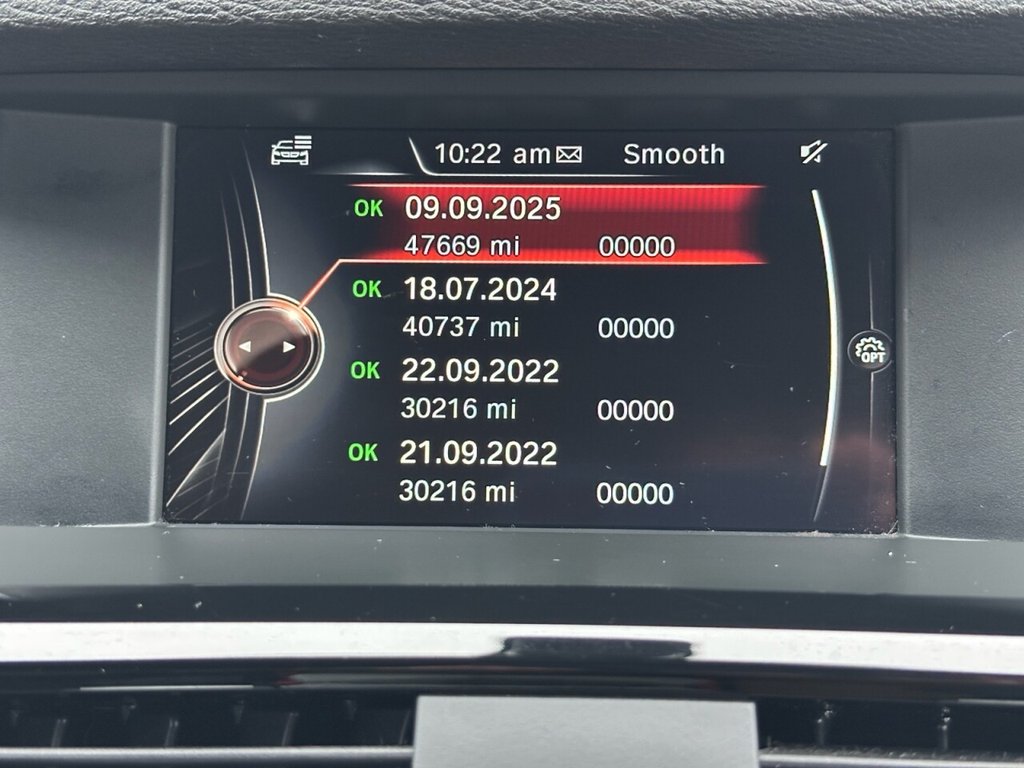 10:22 am Smooth
OK 09.09.2025
47669 mi 00000
OK 18.07.2024
40737 mi 00000
OPT
OK 22.09.2022
30216 mi 00000
OK 21.09.2022
30216 mi 00000